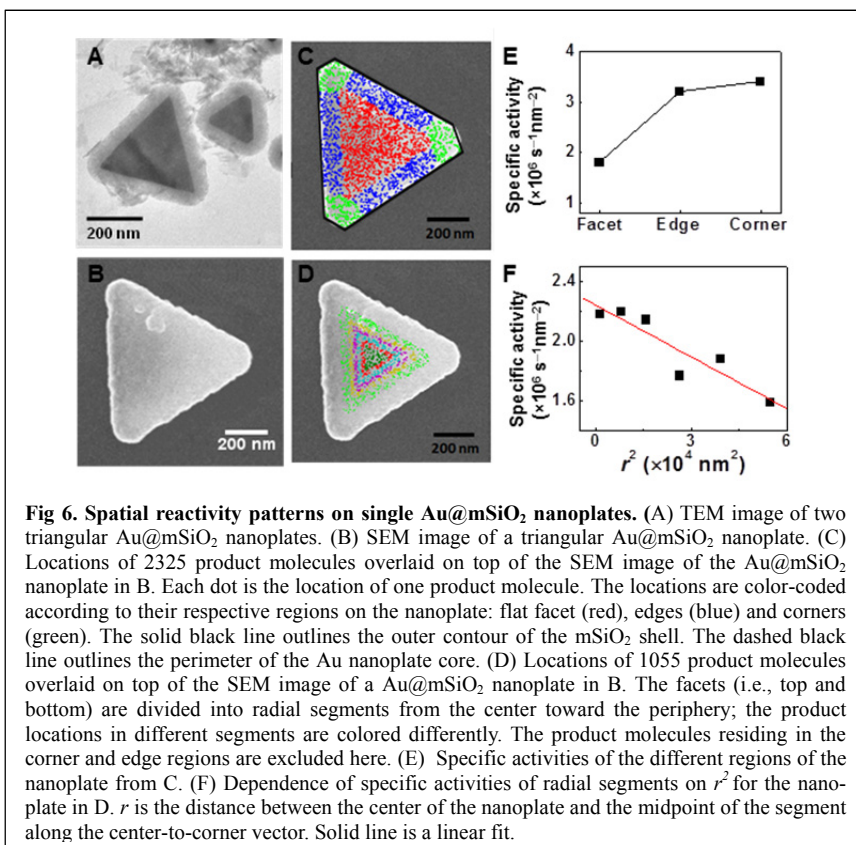 A
200 nm
C
200 nm
E
Specific activity
(×10⁶ s⁻¹nm⁻²)
4
3
2
1
Facet Edge Corner
B
200 nm
D
200 nm
F
Specific activity
(×10⁶ s⁻¹nm⁻²)
2.4
2.0
1.6
0 3 6
r² (×10⁴ nm²)
Fig 6. Spatial reactivity patterns on single Au@mSiO₂ nanoplates. (A) TEM image of two
triangular Au@mSiO₂ nanoplates. (B) SEM image of a triangular Au@mSiO₂ nanoplate. (C)
Locations of 2325 product molecules overlaid on top of the SEM image of the Au@mSiO₂
nanoplate in B. Each dot is the location of one product molecule. The locations are color-coded
according to their respective regions on the nanoplate: flat facet (red), edges (blue) and corners
(green). The solid black line outlines the outer contour of the mSiO₂ shell. The dashed black
line outlines the perimeter of the Au nanoplate core. (D) Locations of 1055 product molecules
overlaid on top of the SEM image of a Au@mSiO₂ nanoplate in B. The facets (i.e., top and
bottom) are divided into radial segments from the center toward the periphery; the product
locations in different segments are colored differently. The product molecules residing in the
corner and edge regions are excluded here. (E) Specific activities of the different regions of the
nanoplate from C. (F) Dependence of specific activities of radial segments on r² for the nano-
plate in D. r is the distance between the center of the nanoplate and the midpoint of the segment
along the center-to-corner vector. Solid line is a linear fit.